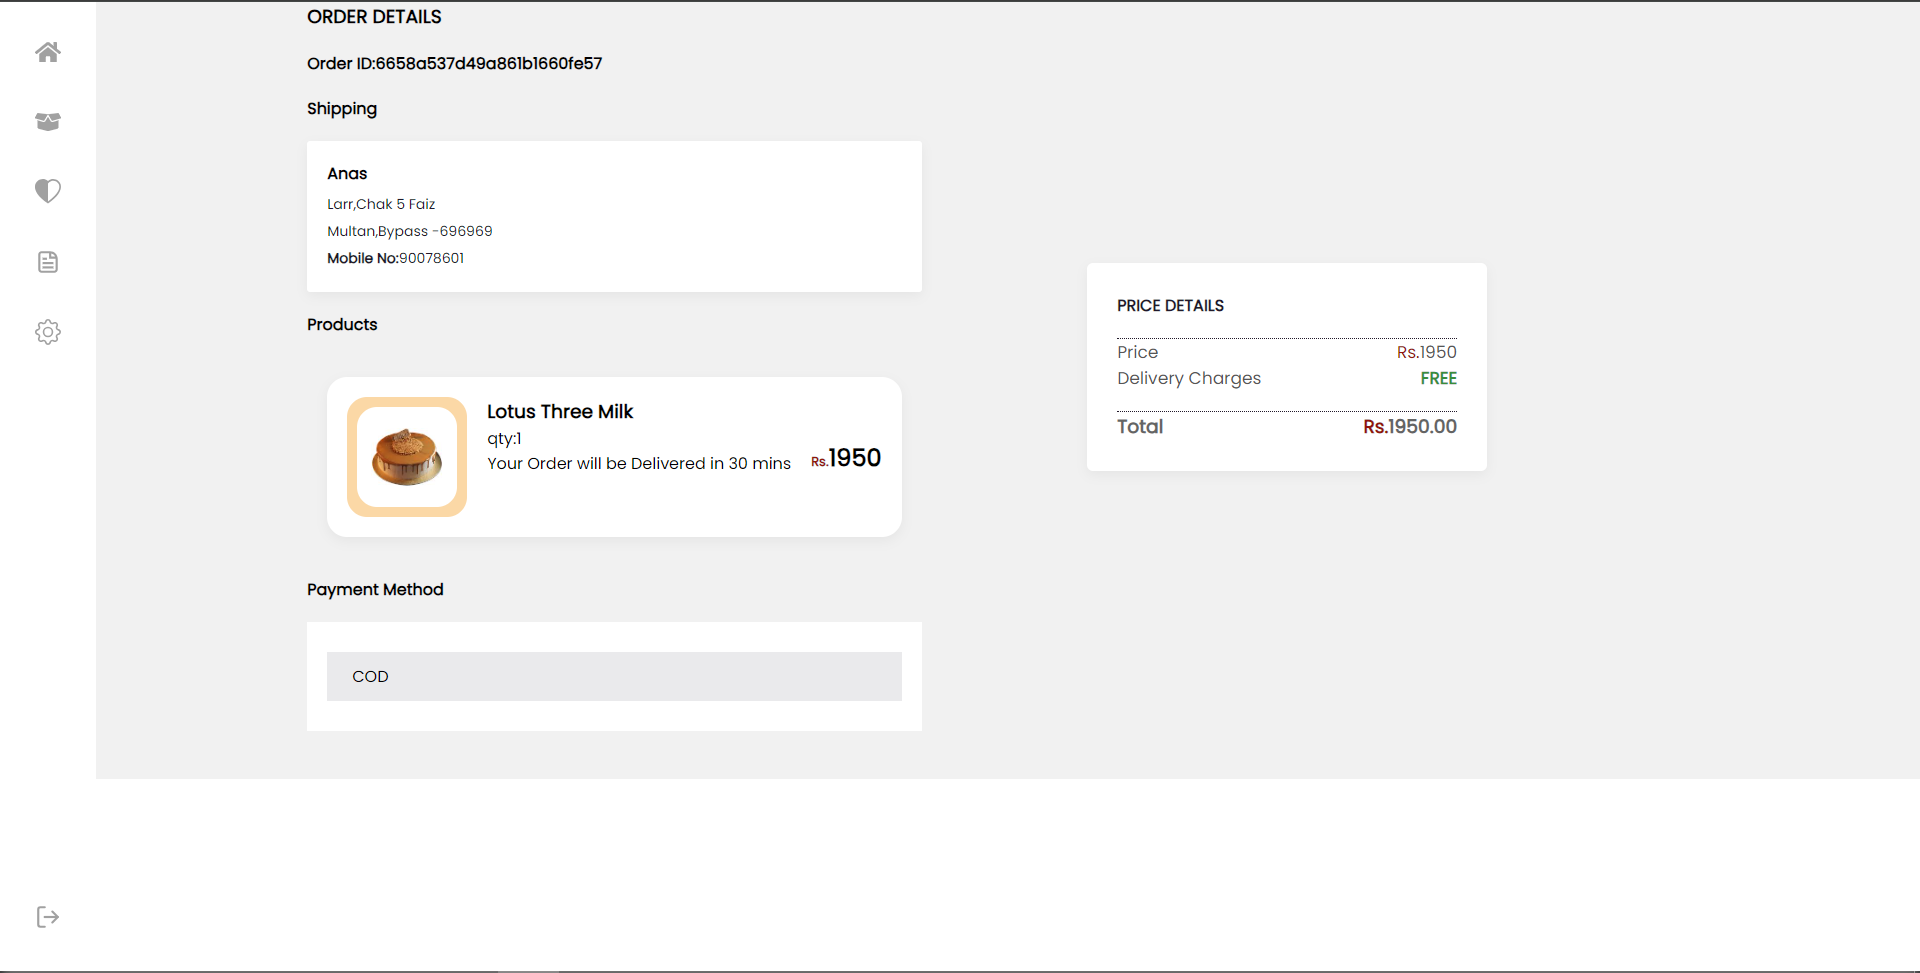 ORDER DETAILS
Order ID:6658a537d49a861b1660fe57
Shipping
Anas
Larr,Chak 5 Faiz
Multan,Bypass -696969
Mobile No:90078601
Products
Lotus Three Milk
qty:1
Your Order will be Delivered in 30 mins
Rs.1950
Payment Method
COD
PRICE DETAILS
Price Rs.1950
Delivery Charges FREE
Total Rs.1950.00